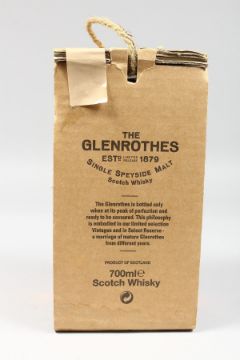 THE
GLENROTHES
ESTD LIMITED RELEASE 1879
SINGLE SPEYSIDE MALT
Scotch Whisky
The Glenrothes is bottled only
when at its peak of perfection and
ready to be savoured. This philosophy
is embodied in our limited selection
Vintages and in Select Reserve -
a marriage of mature Glenrothes
from different years.
PRODUCT OF SCOTLAND
700ml e
Scotch Whisky